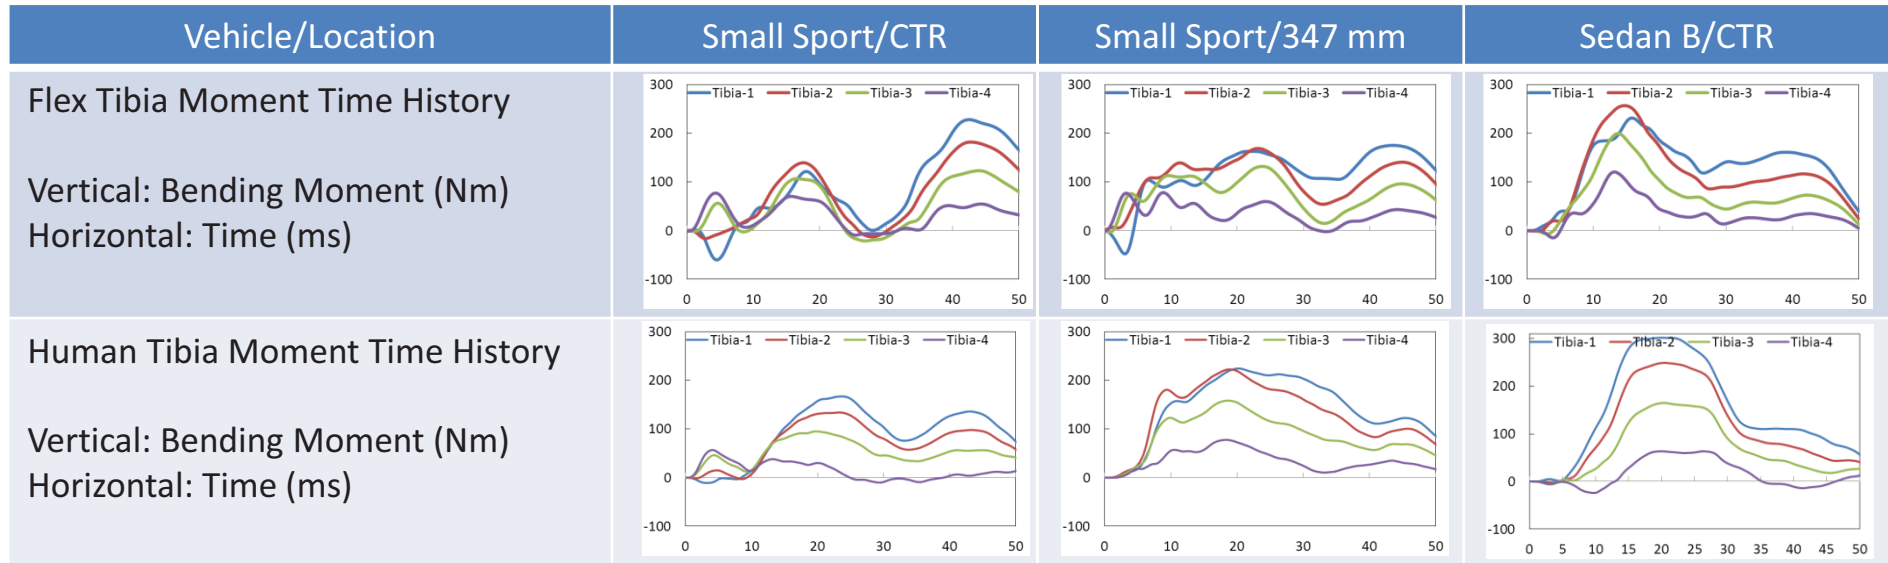 Vehicle/Location
Small Sport/CTR
Small Sport/347 mm
Sedan B/CTR
Flex Tibia Moment Time History
Vertical: Bending Moment (Nm)
Horizontal: Time (ms)
300
200
100
0
-100
Tibia-1 Tibia-2 Tibia-3 Tibia-4
0 10 20 30 40 50
300
200
100
0
-100
Tibia-1 Tibia-2 Tibia-3 Tibia-4
0 10 20 30 40 50
300
200
100
0
-100
Tibia-1 Tibia-2 Tibia-3 Tibia-4
0 10 20 30 40 50
Human Tibia Moment Time History
Vertical: Bending Moment (Nm)
Horizontal: Time (ms)
300
200
100
0
-100
Tibia-1 Tibia-2 Tibia-3 Tibia-4
0 10 20 30 40 50
300
200
100
0
-100
Tibia-1 Tibia-2 Tibia-3 Tibia-4
0 10 20 30 40 50
300
200
100
0
-100
Tibia-1 Tibia-2 Tibia-3 Tibia-4
0 5 10 15 20 25 30 35 40 45 50